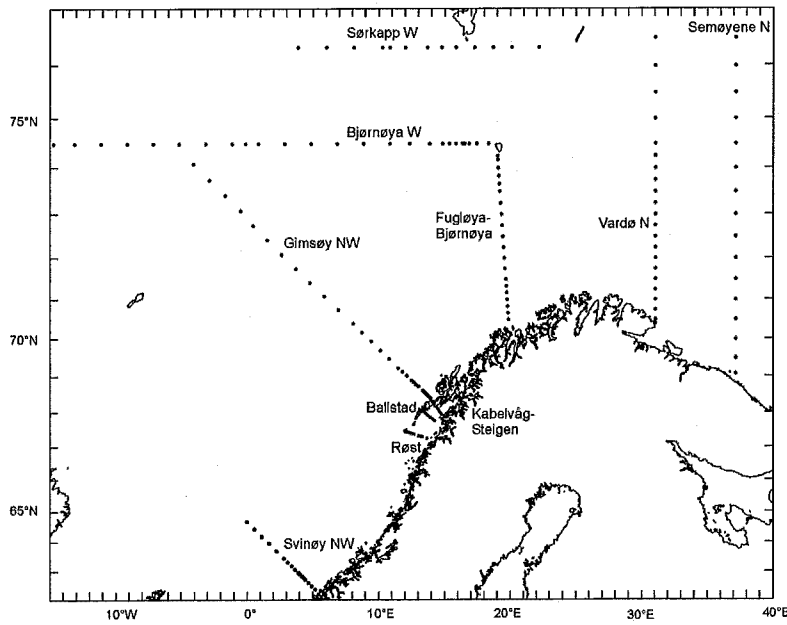 Sørkapp W
Semøyene N
75°N
Bjørnøya W
Fugløya-
Bjørnøya
Vardø N
Gimsøy NW
70°N
Ballstad
Kabelvåg-
Steigen
Røst
65°N
Svinøy NW
10°W
0°
10°E
20°E
30°E
40°E